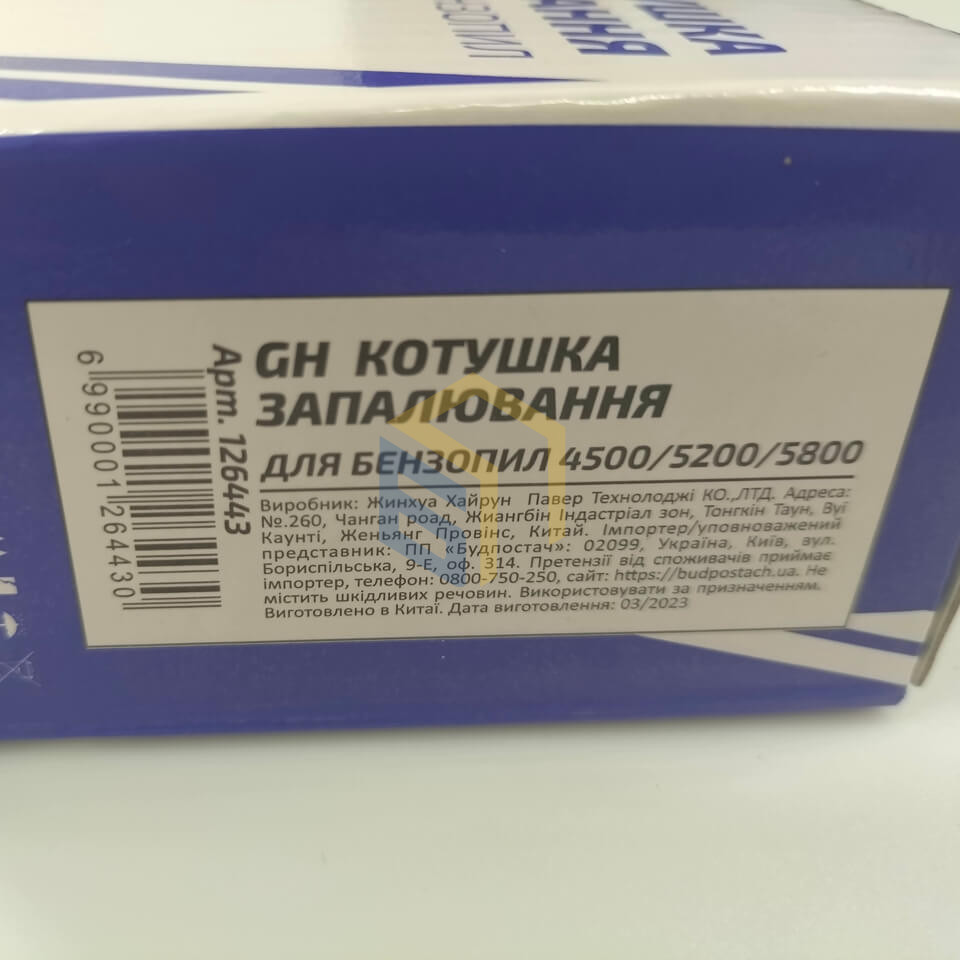 GH КОТУШКА
ЗАПАЛЮВАННЯ
ДЛЯ БЕНЗОПИЛ 4500/5200/5800
Виробник: Жинхуа Хайрун Павер Технолоджі КО.,ЛТД. Адреса:
№.260, Чанган роад, Жиангбін Індастріал зон, Тонгкін Таун, Вуї
Каунті, Женьянг Провінс, Китай. Імпортер/уповноважений
представник: ПП «Будпостач»: 02099, Україна, Київ, вул.
Бориспільська, 9-Е, оф. 314. Претензії від споживачів приймає
імпортер, телефон: 0800-750-250, сайт: https://budpostach.ua. Не
містить шкідливих речовин. Використовувати за призначенням.
Виготовлено в Китаї. Дата виготовлення: 03/2023
Арт. 126443
6990001264430